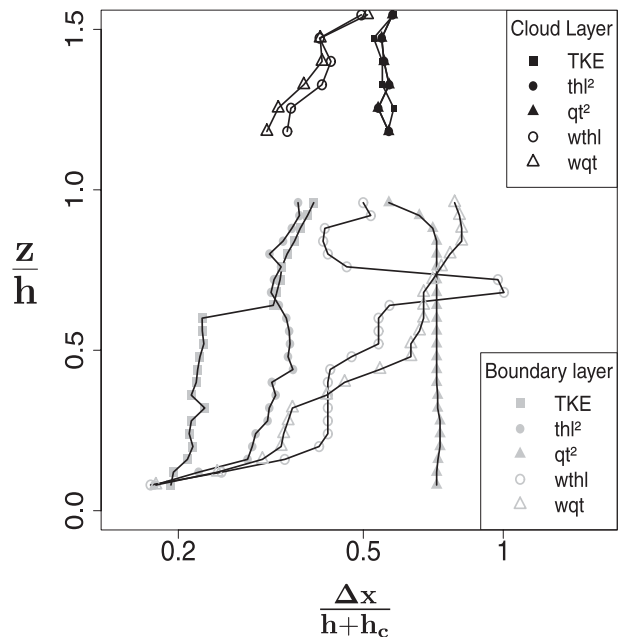 1.5
1.0
0.5
0.0
z
h
0.2
0.5
1
Δx
h+h_c
Cloud Layer
TKE
thl²
qt²
wthl
wqt
Boundary layer
TKE
thl²
qt²
wthl
wqt